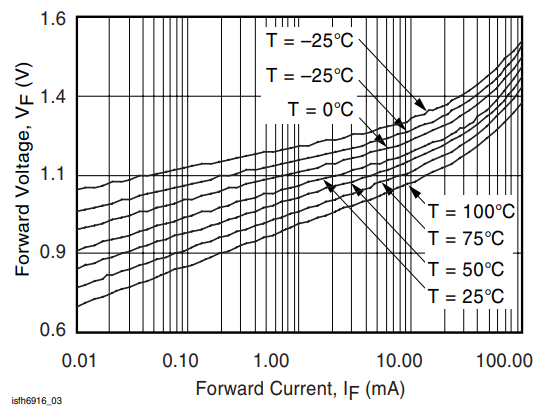 1.6
1.4
1.1
0.9
0.6
Forward Voltage, VF (V)
T = –25°C
T = –25°C
T = 0°C
T = 100°C
T = 75°C
T = 50°C
T = 25°C
0.01
0.10
1.00
10.00
100.00
Forward Current, IF (mA)
isfh6916_03